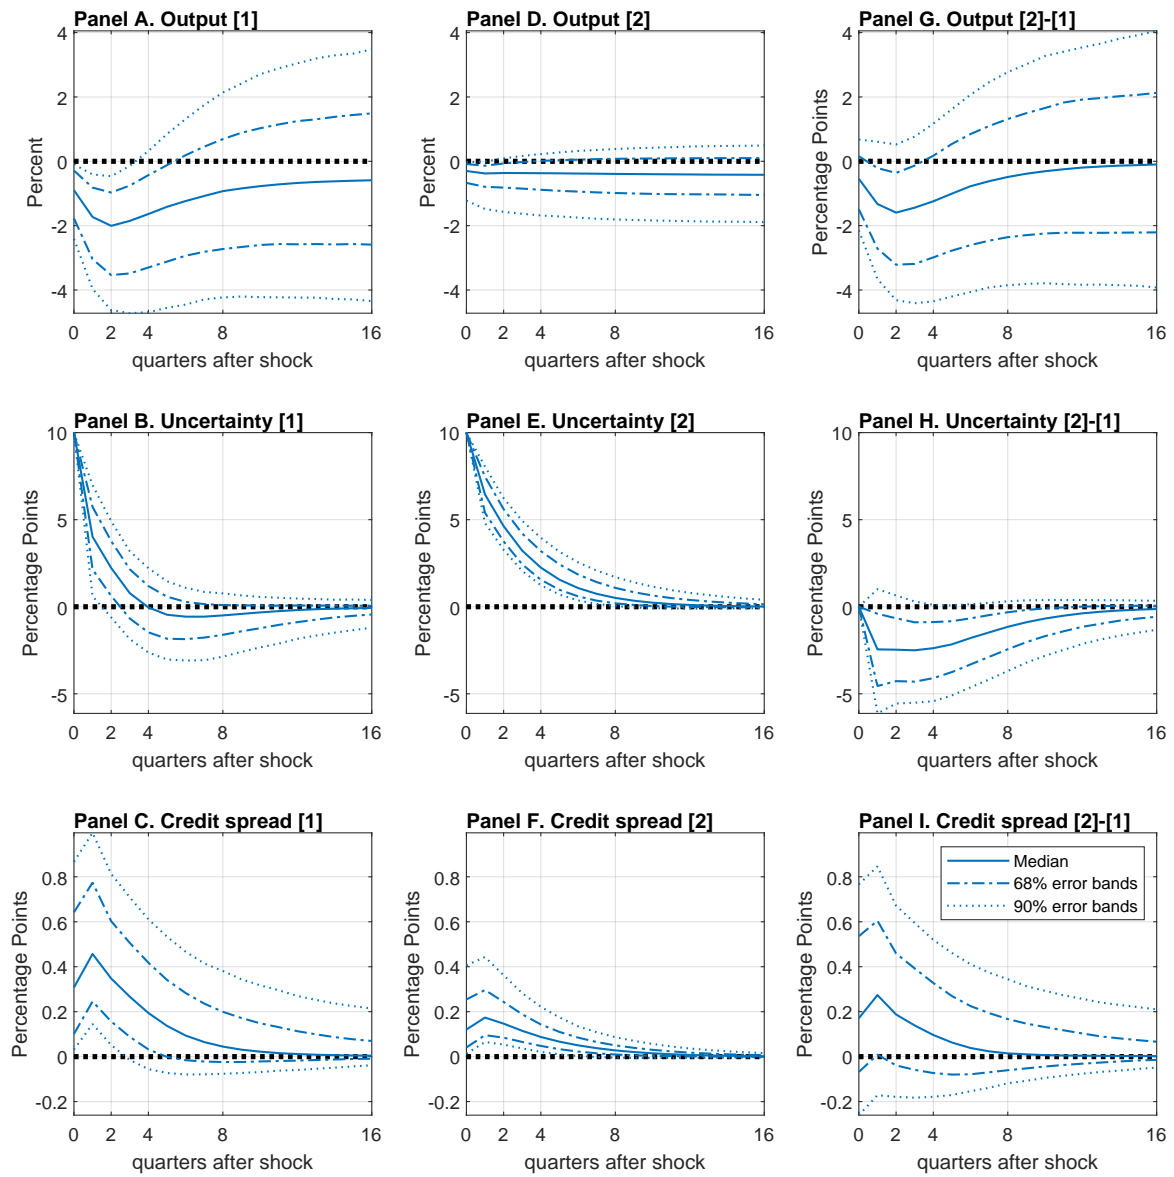 Panel A. Output [1]
Percent
4
2
0
-2
-4
0 2 4 8 16
quarters after shock
Panel D. Output [2]
Percent
4
2
0
-2
-4
0 2 4 8 16
quarters after shock
Panel G. Output [2]-[1]
Percentage Points
4
2
0
-2
-4
0 2 4 8 16
quarters after shock
Panel B. Uncertainty [1]
Percentage Points
10
5
0
-5
0 2 4 8 16
quarters after shock
Panel E. Uncertainty [2]
Percentage Points
10
5
0
-5
0 2 4 8 16
quarters after shock
Panel H. Uncertainty [2]-[1]
Percentage Points
10
5
0
-5
0 2 4 8 16
quarters after shock
Panel C. Credit spread [1]
Percentage Points
0.8
0.6
0.4
0.2
0
-0.2
0 2 4 8 16
quarters after shock
Panel F. Credit spread [2]
Percentage Points
0.8
0.6
0.4
0.2
0
-0.2
0 2 4 8 16
quarters after shock
Panel I. Credit spread [2]-[1]
Percentage Points
0.8
0.6
0.4
0.2
0
-0.2
Median
68% error bands
90% error bands
0 2 4 8 16
quarters after shock